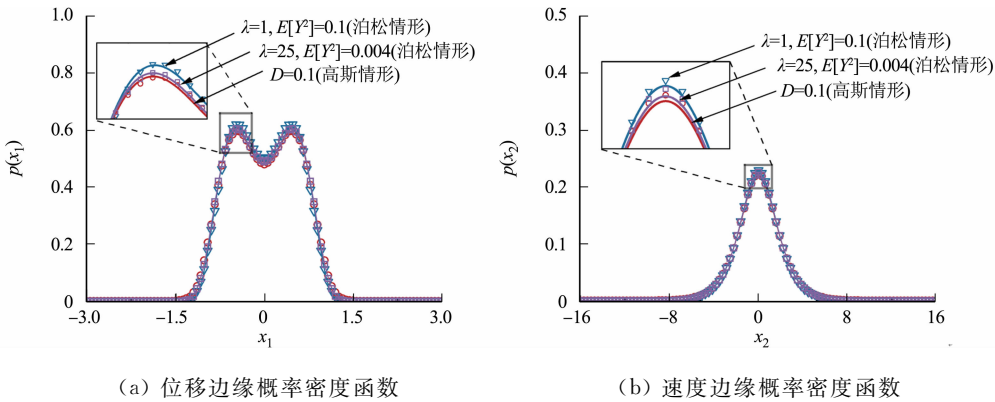 1.0
0.8
0.6
0.4
0.2
0
p(x₁)
λ=1, E[Y²]=0.1(泊松情形)
λ=25, E[Y²]=0.004(泊松情形)
D=0.1(高斯情形)
-3.0 -1.5 0 1.5 3.0
x₁
(a) 位移边缘概率密度函数
0.5
0.4
0.3
0.2
0.1
0
p(x₂)
λ=1, E[Y²]=0.1(泊松情形)
λ=25, E[Y²]=0.004(泊松情形)
D=0.1(高斯情形)
-16 -8 0 8 16
x₂
(b) 速度边缘概率密度函数